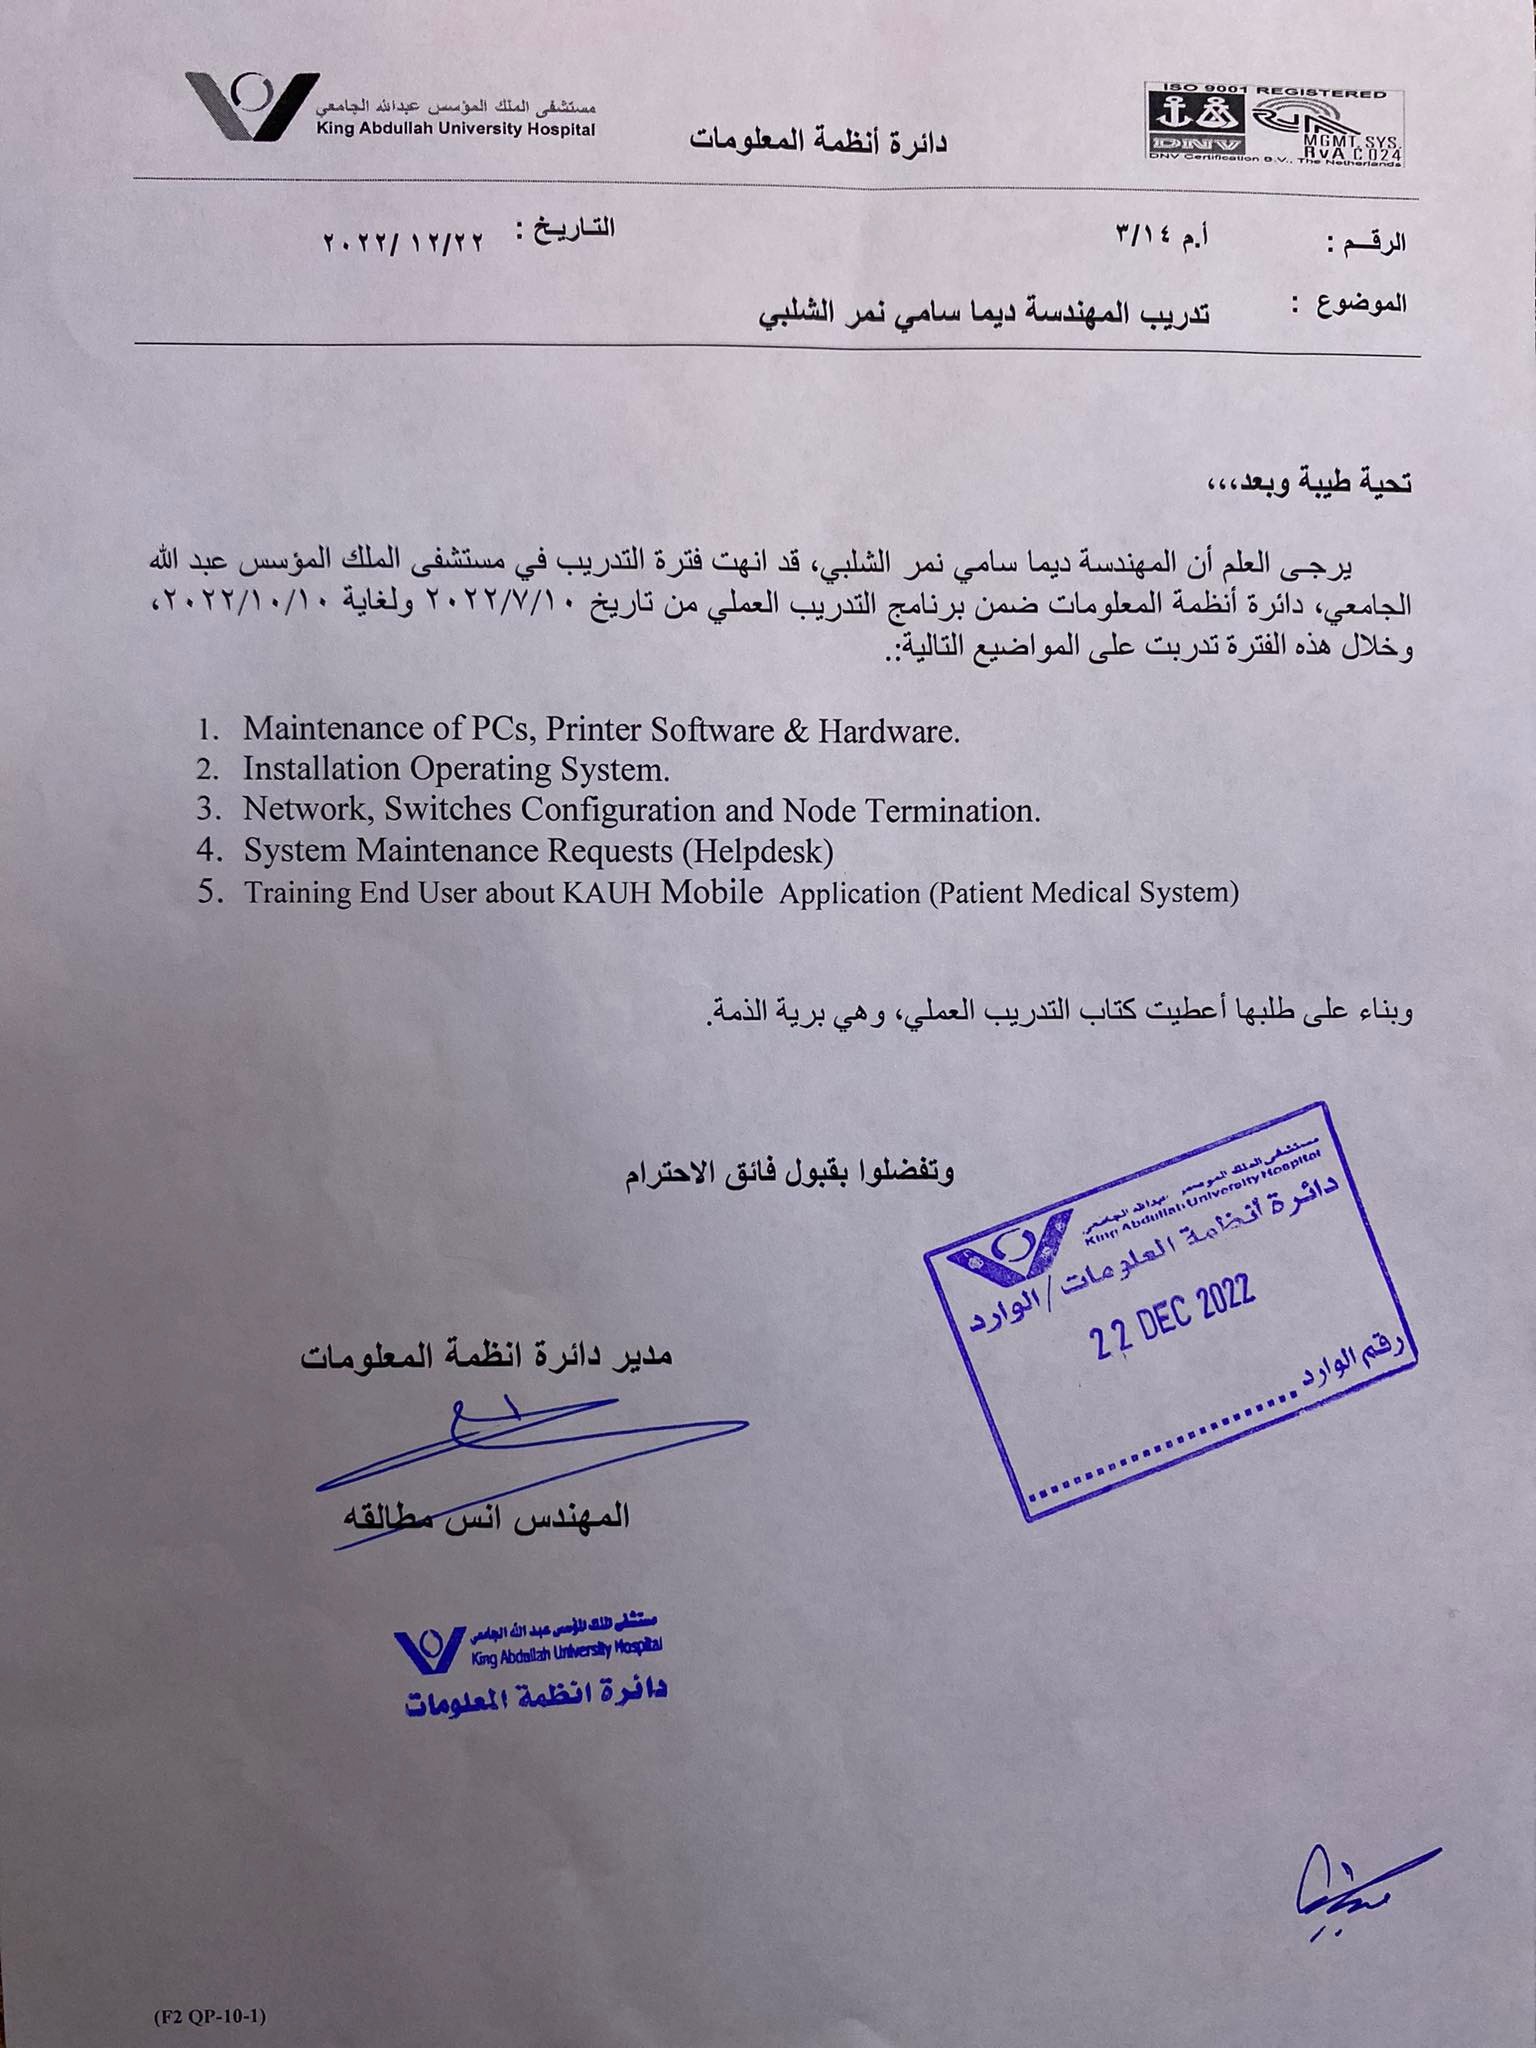 مستشفى الملك المؤسس عبدالله الجامعي
King Abdullah University Hospital
دائرة أنظمة المعلومات
ISO 9001 REGISTERED
DNV
RvA
MGMT. SYS.
RvA C 024
DNV Certification B.V., The Netherlands
الرقـم : أ.م ٣/١٤
التاريخ : ٢٠٢٢/١٢/٢٢
الموضوع : تدريب المهندسة ديما سامي نمر الشلبي
تحية طيبة وبعد،،،
يرجى العلم أن المهندسة ديما سامي نمر الشلبي، قد انهت فترة التدريب في مستشفى الملك المؤسس عبد الله
الجامعي، دائرة أنظمة المعلومات ضمن برنامج التدريب العملي من تاريخ ٢٠٢٢/٧/١٠ ولغاية ٢٠٢٢/١٠/١٠،
وخلال هذه الفترة تدربت على المواضيع التالية:.
1. Maintenance of PCs, Printer Software & Hardware.
2. Installation Operating System.
3. Network, Switches Configuration and Node Termination.
4. System Maintenance Requests (Helpdesk)
5. Training End User about KAUH Mobile Application (Patient Medical System)
وبناء على طلبها أعطيت كتاب التدريب العملي، وهي برية الذمة.
وتفضلوا بقبول فائق الاحترام
مستشفى الملك المؤسس عبدالله الجامعي
King Abdullah University Hospital
دائرة أنظمة المعلومات / الوارد
22 DEC 2022
رقم الوارد ..............................
مدير دائرة انظمة المعلومات
المهندس انس مطالقه
مستشفى الملك المؤسس عبد الله الجامعي
King Abdullah University Hospital
دائرة انظمة المعلومات
(F2 QP-10-1)